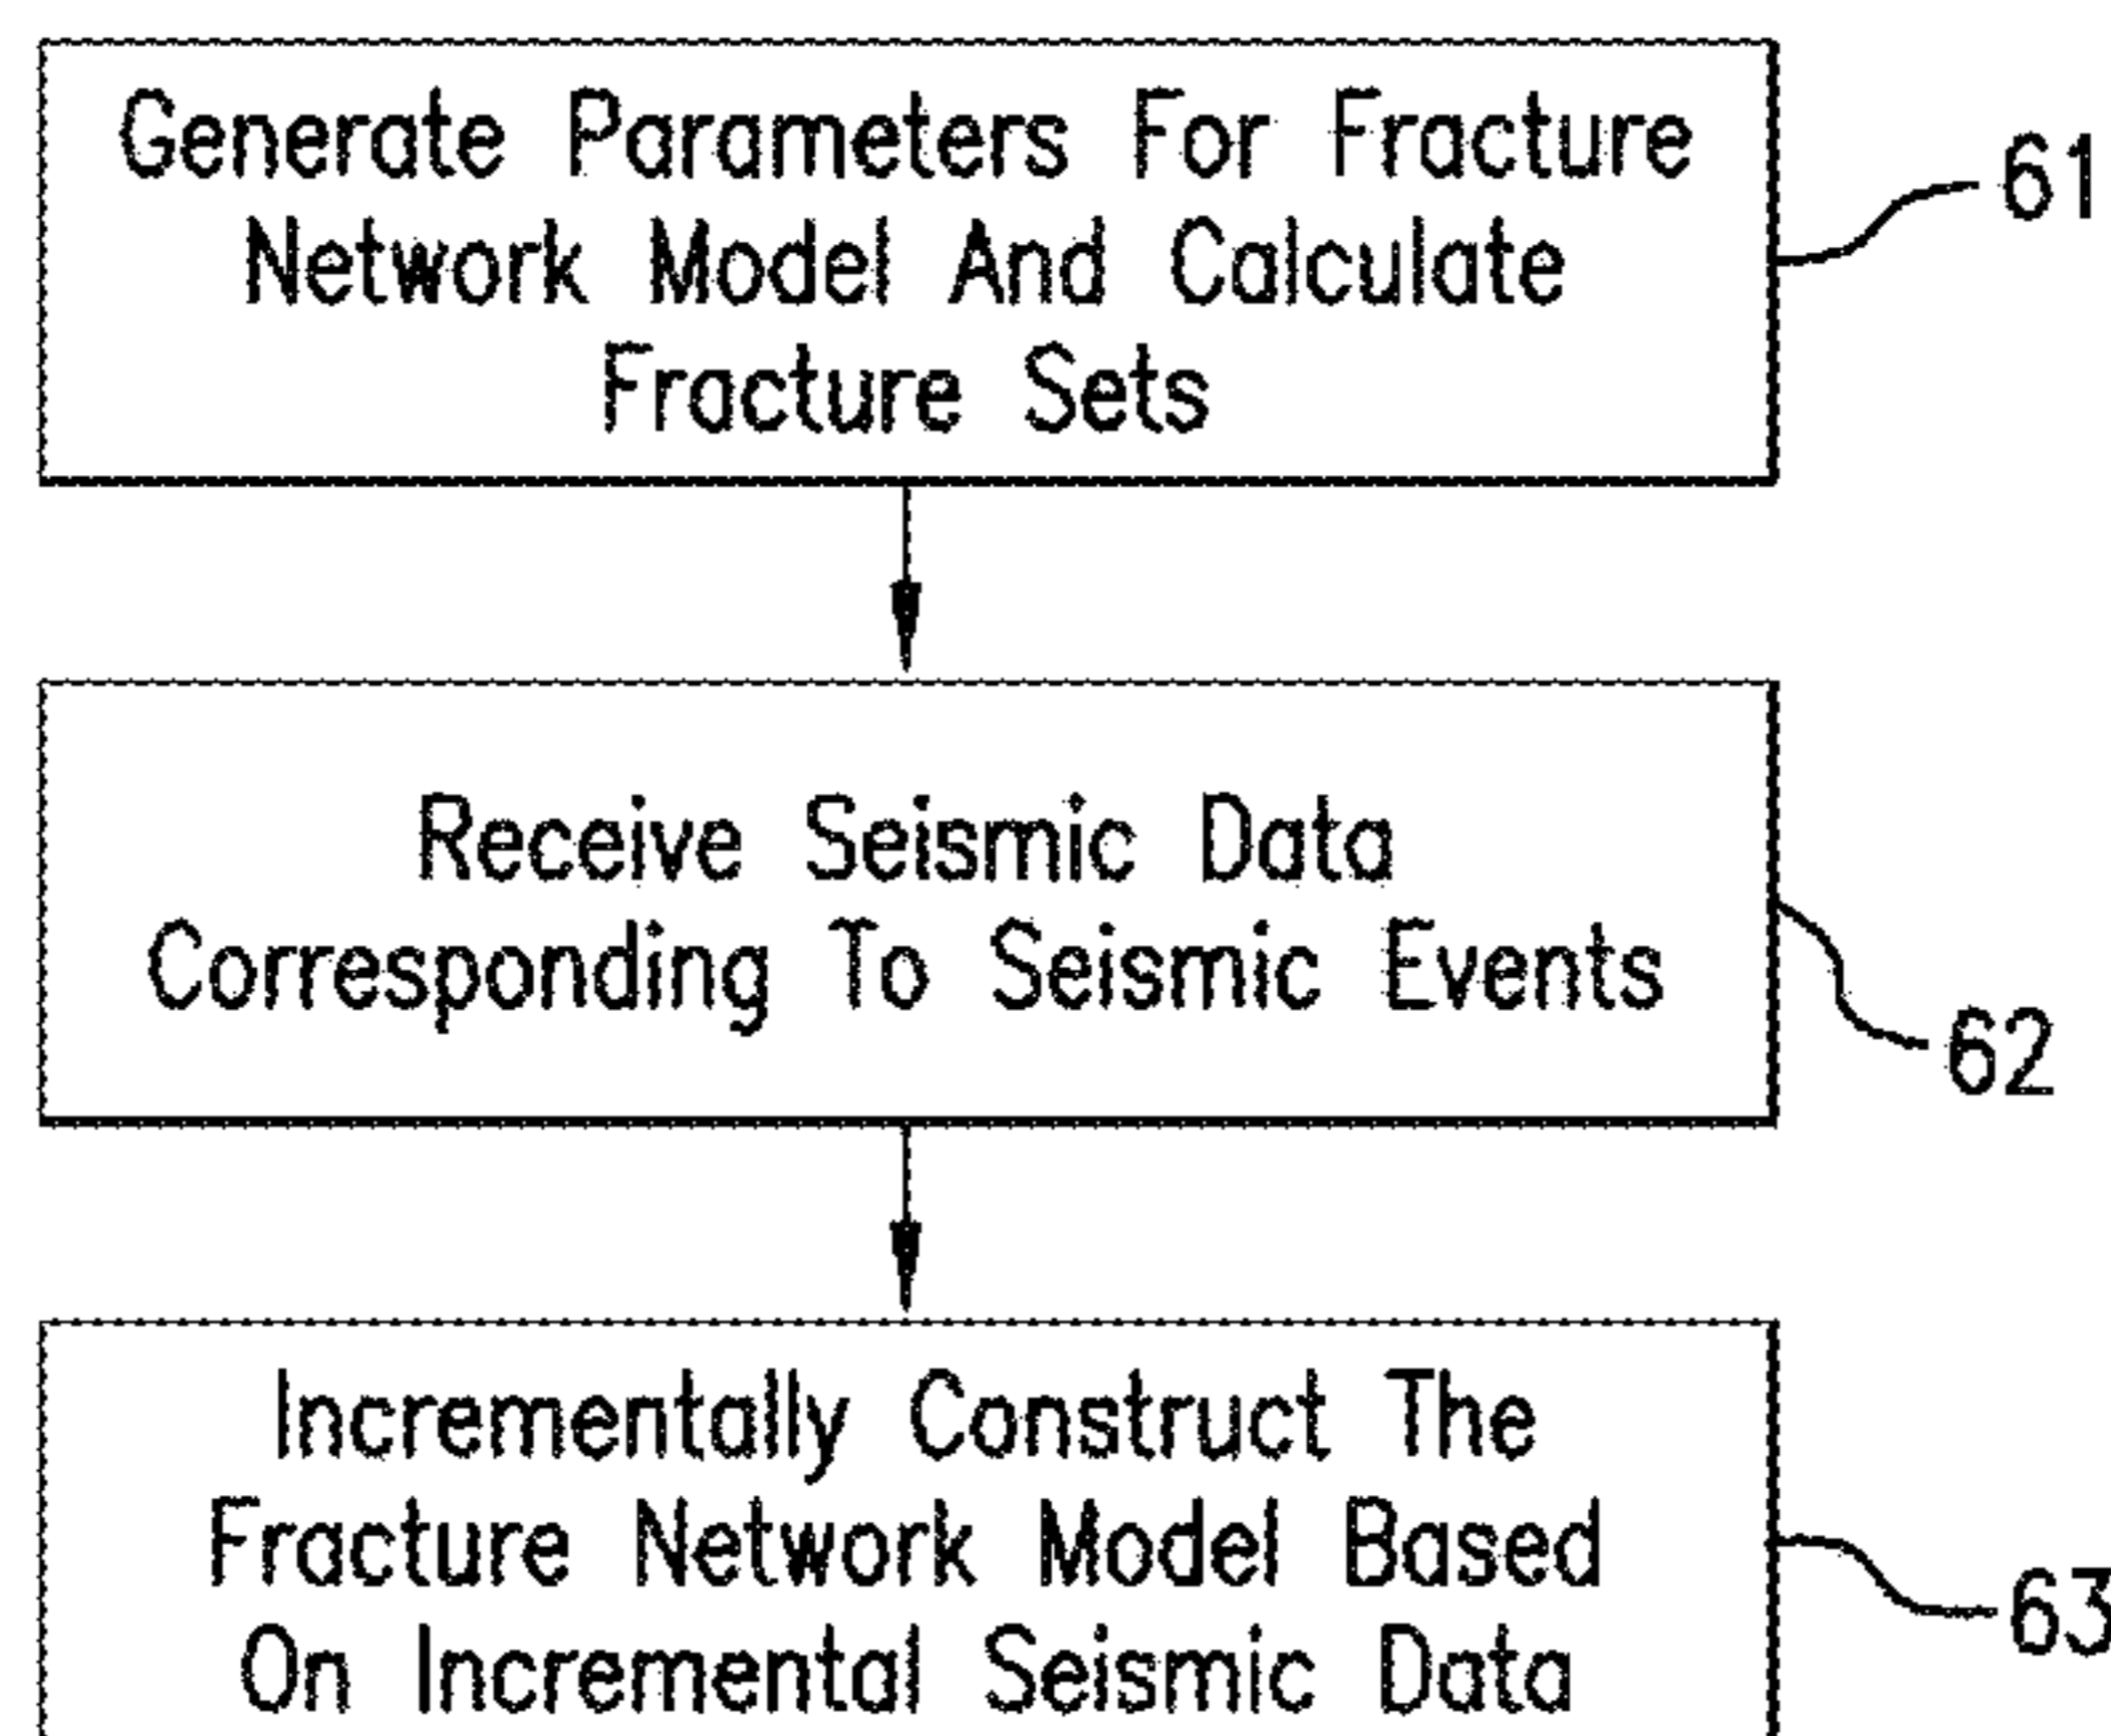 Generate Parameters For Fracture
Network Model And Calculate
Fracture Sets
61
Receive Seismic Data
Corresponding To Seismic Events
62
Incrementally Construct The
Fracture Network Model Based
On Incremental Seismic Data
63